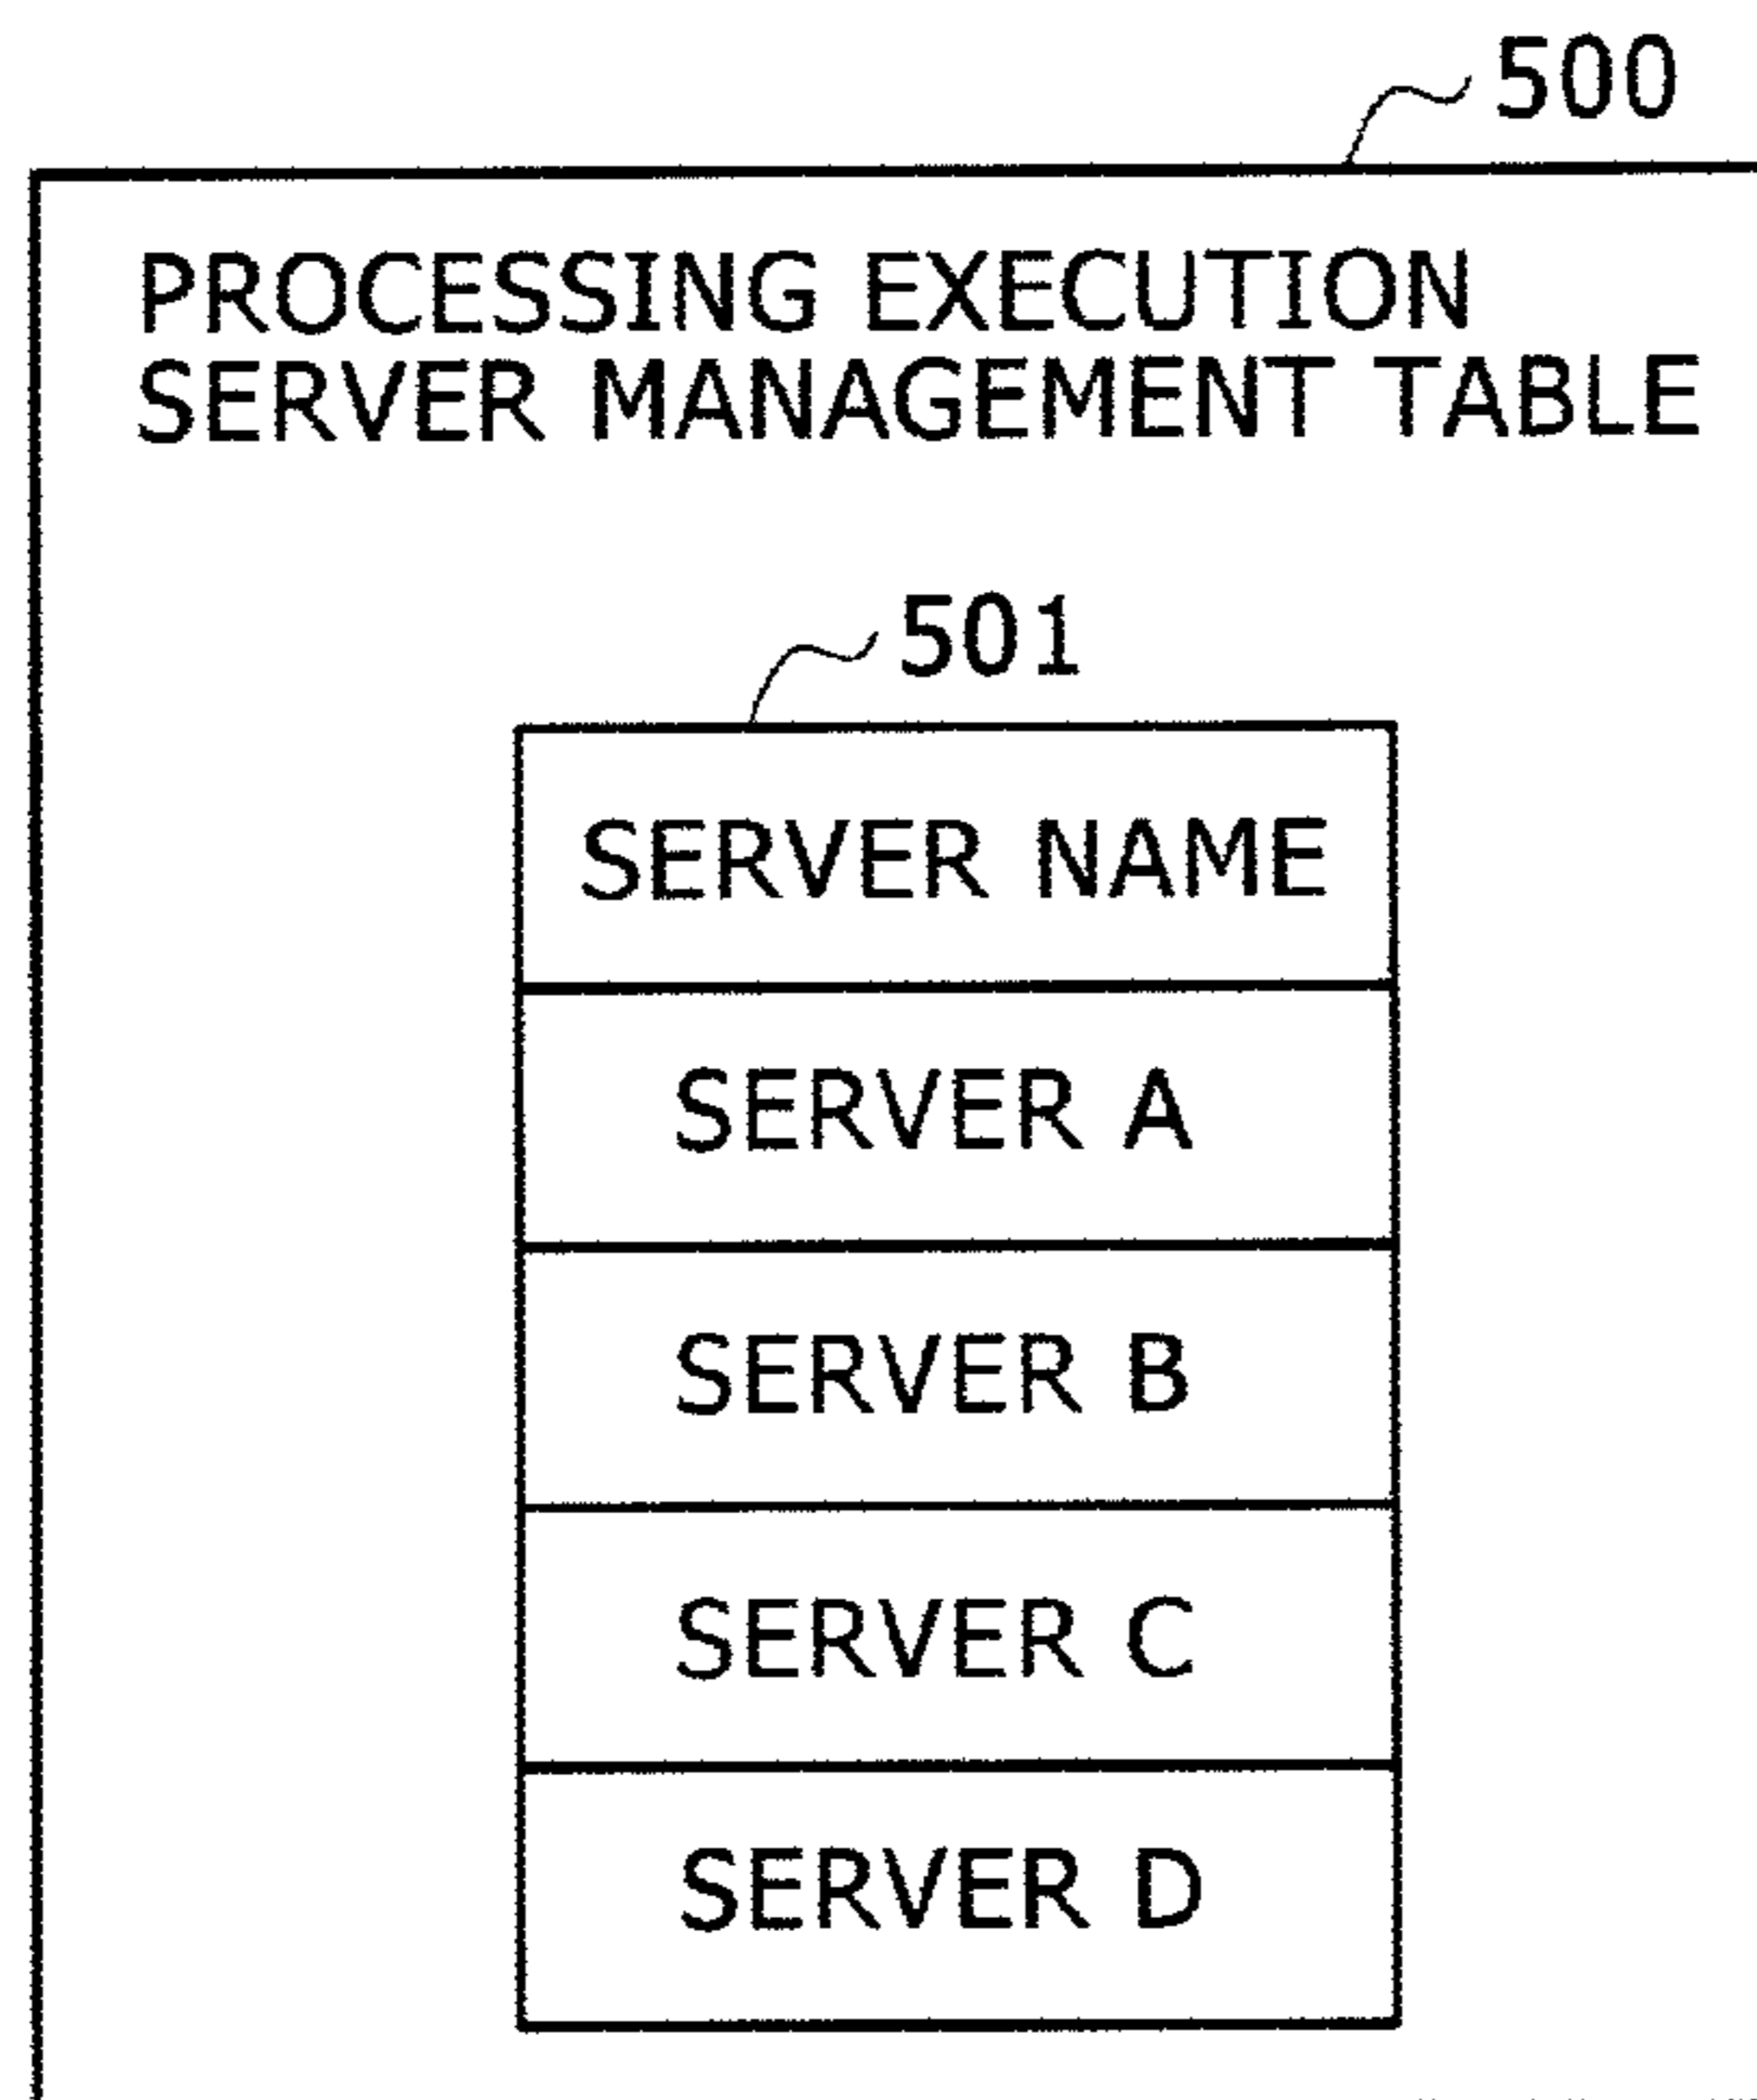 500
PROCESSING EXECUTION
SERVER MANAGEMENT TABLE
501
SERVER NAME
SERVER A
SERVER B
SERVER C
SERVER D